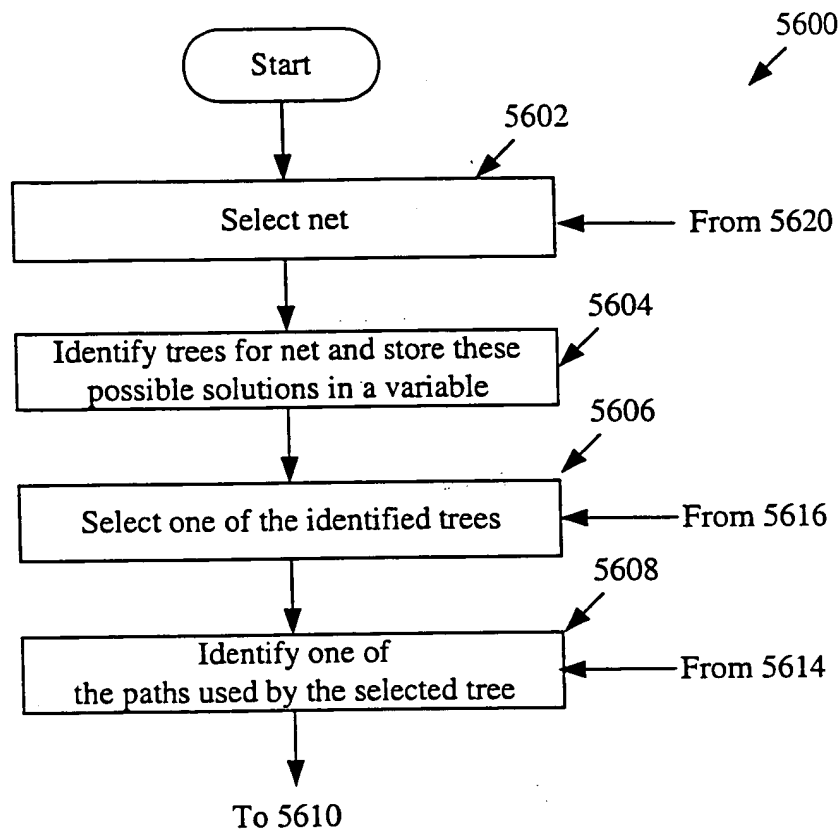 5600
Start
5602
Select net
From 5620
5604
Identify trees for net and store these
possible solutions in a variable
5606
Select one of the identified trees
From 5616
5608
Identify one of
the paths used by the selected tree
From 5614
To 5610